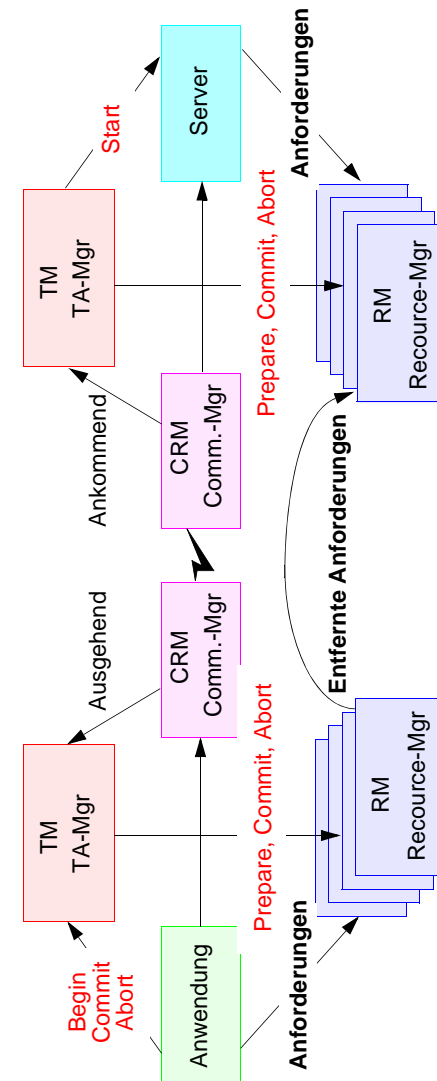 Begin
Commit
Abort
TM
TA-Mgr
Ausgehend
Ankommend
TM
TA-Mgr
Start
Anwendung
CRM
Comm.-Mgr
CRM
Comm.-Mgr
Server
Prepare, Commit, Abort
Prepare, Commit, Abort
Anforderungen
RM
Recource-Mgr
Entfernte Anforderungen
RM
Recource-Mgr
Anforderungen